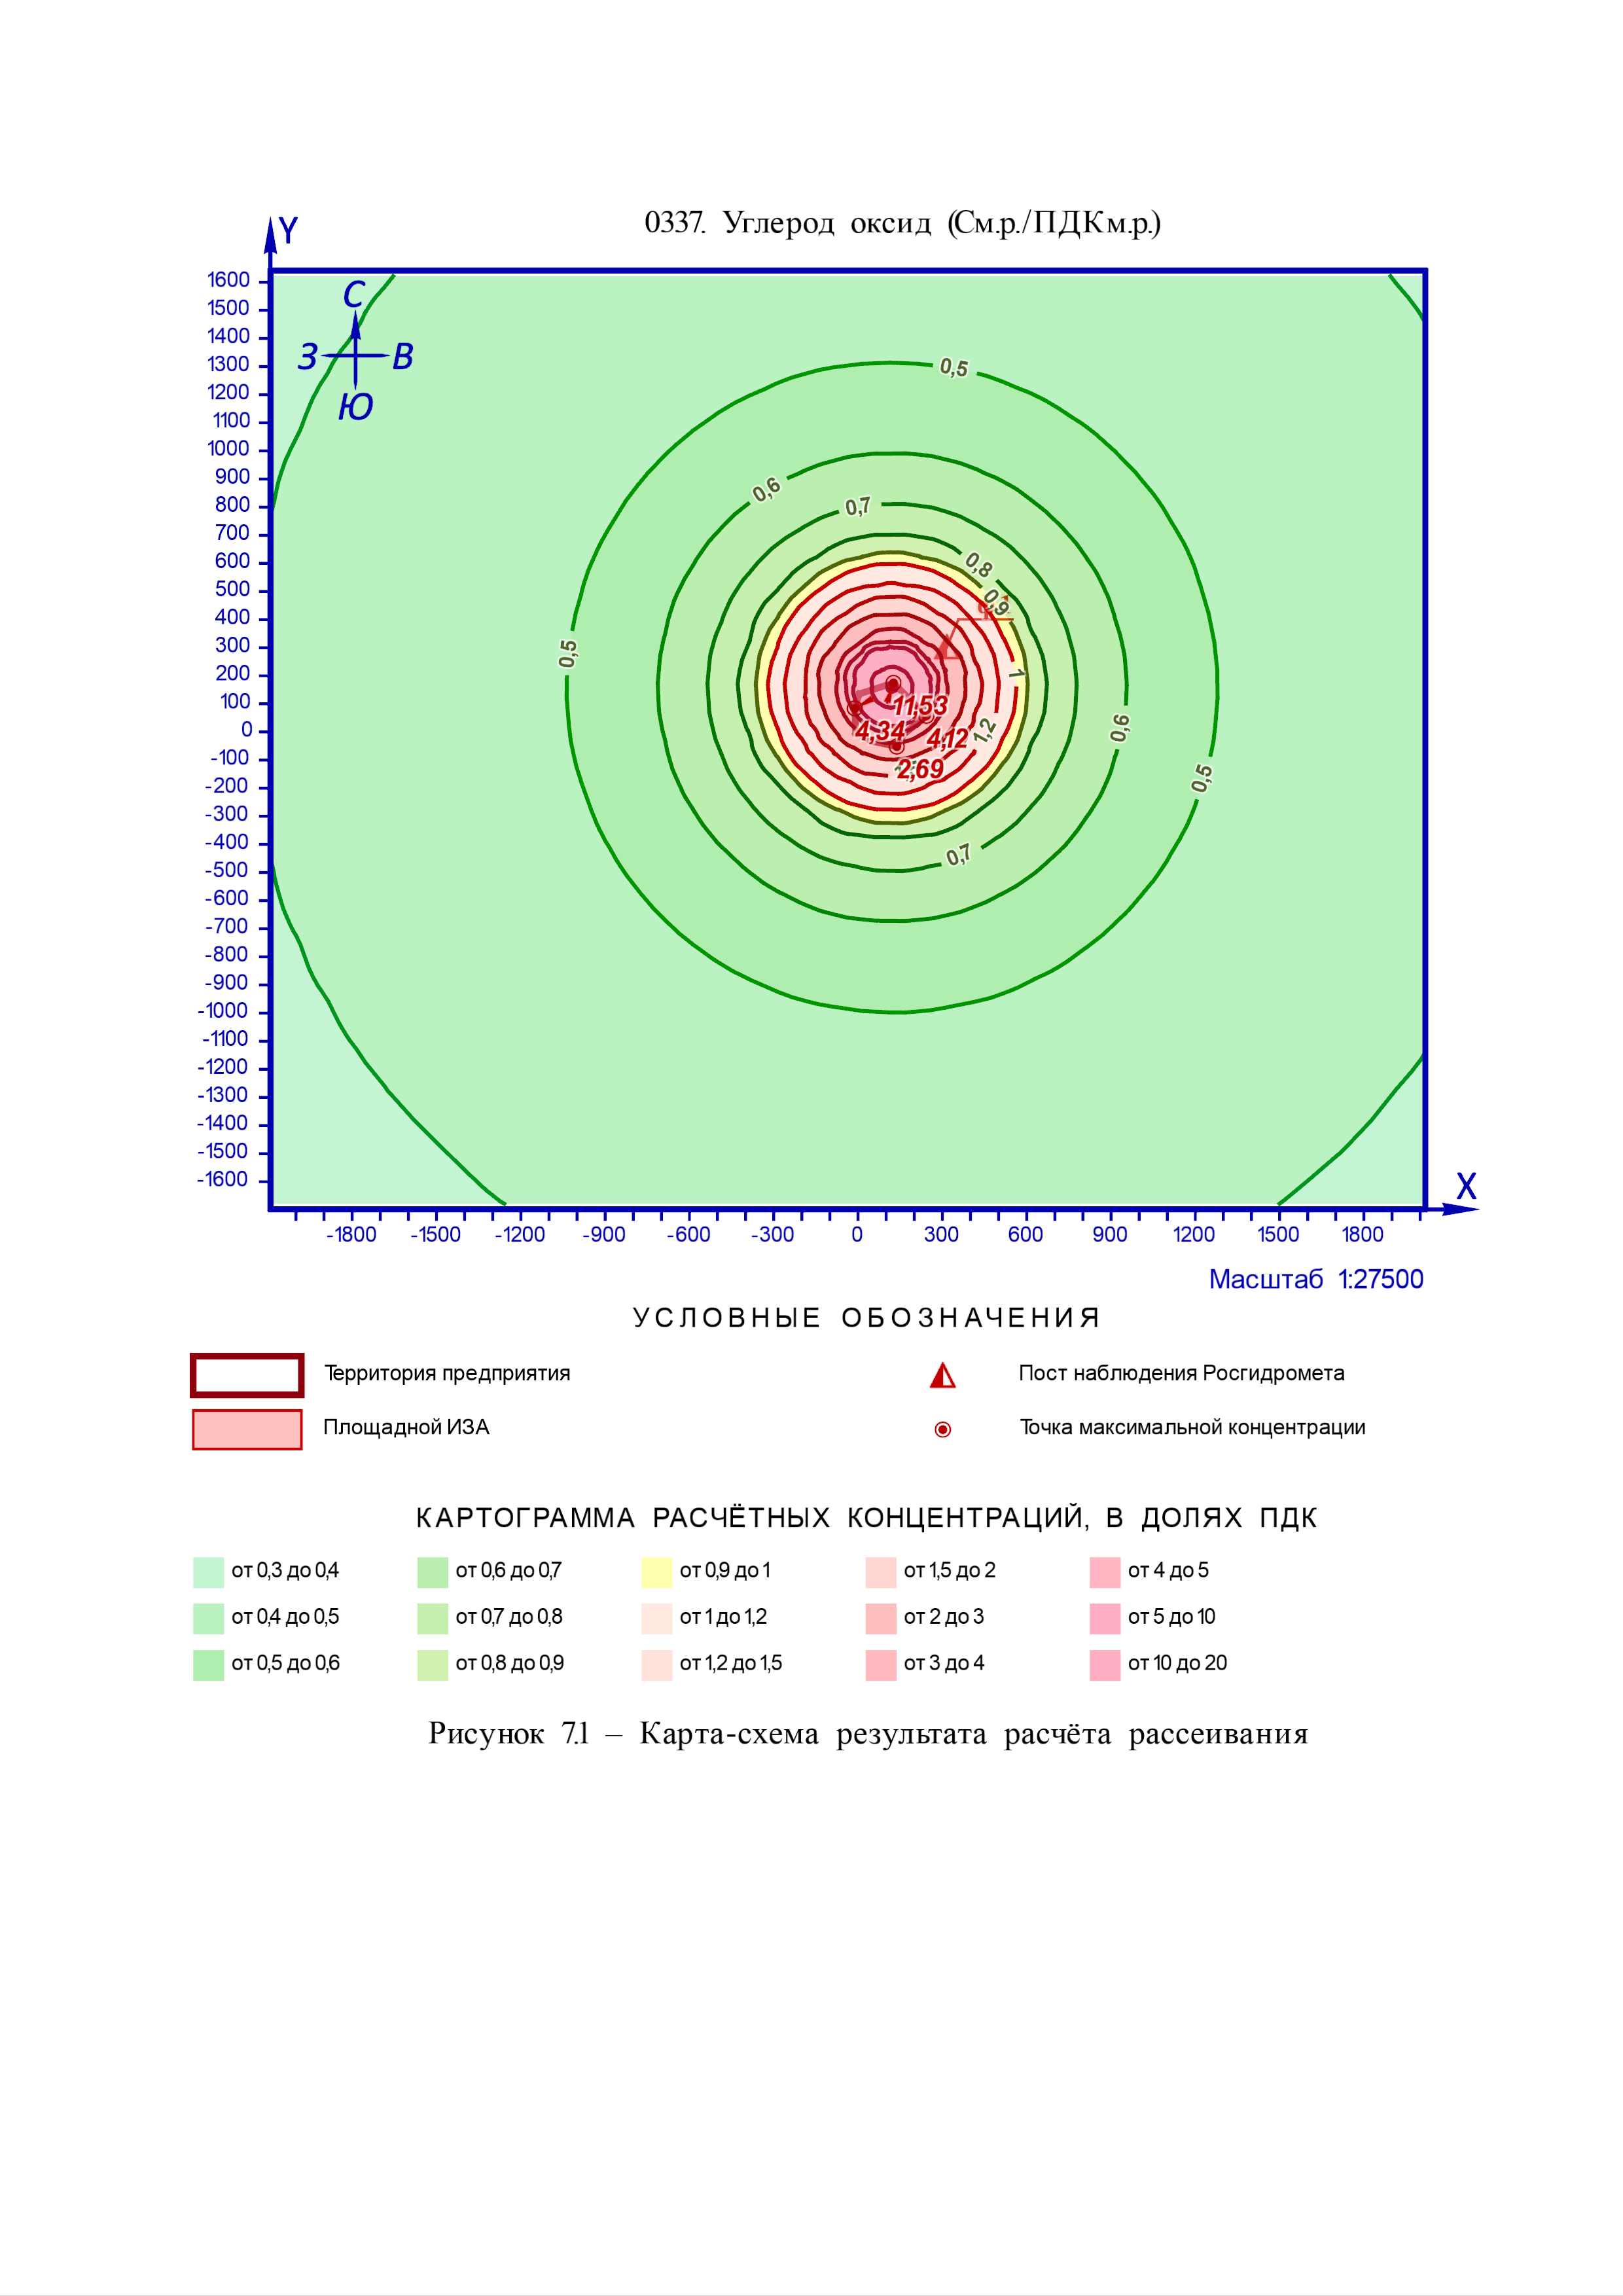 0337. Углерод оксид (См.р./ПДКм.р.)
Y
1600
1500
1400
1300
1200
1100
1000
900
800
700
600
500
400
300
200
100
0
-100
-200
-300
-400
-500
-600
-700
-800
-900
-1000
-1100
-1200
-1300
-1400
-1500
-1600
С
З В
Ю
0,5
0,6
0,7
0,8
0,9
0,5
1
11,53
4,34
4,12
1,2
0,6
2,69
0,5
0,7
X
-1800 -1500 -1200 -900 -600 -300 0 300 600 900 1200 1500 1800
Масштаб 1:27500
УСЛОВНЫЕ ОБОЗНАЧЕНИЯ
Территория предприятия
Пост наблюдения Росгидромета
Площадной ИЗА
Точка максимальной концентрации
КАРТОГРАММА РАСЧЁТНЫХ КОНЦЕНТРАЦИЙ, В ДОЛЯХ ПДК
от 0,3 до 0,4 от 0,6 до 0,7 от 0,9 до 1 от 1,5 до 2 от 4 до 5
от 0,4 до 0,5 от 0,7 до 0,8 от 1 до 1,2 от 2 до 3 от 5 до 10
от 0,5 до 0,6 от 0,8 до 0,9 от 1,2 до 1,5 от 3 до 4 от 10 до 20
Рисунок 7.1 – Карта-схема результата расчёта рассеивания